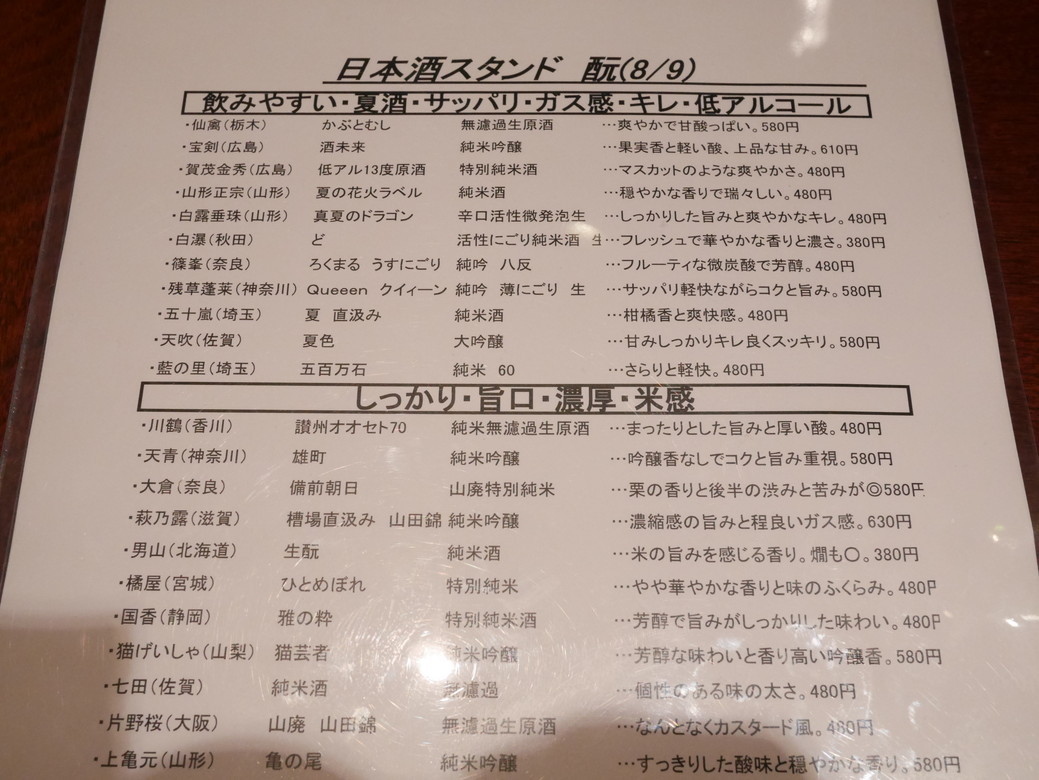 日本酒スタンド 酛(8/9)
飲みやすい・夏酒・サッパリ・ガス感・キレ・低アルコール
・仙禽(栃木) かぶとむし 無濾過生原酒 …爽やかで甘酸っぱい。580円
・宝剣(広島) 酒未来 純米吟醸 …果実香と軽い酸、上品な甘み。610円
・賀茂金秀(広島) 低アル13度原酒 特別純米酒 …マスカットのような爽やかさ。480円
・山形正宗(山形) 夏の花火ラベル 純米酒 …穏やかな香りで瑞々しい。480円
・白露垂珠(山形) 真夏のドラゴン 辛口活性微発泡生 …しっかりした旨みと爽やかなキレ。480円
・白瀑(秋田) ど 活性にごり純米酒 生…フレッシュで華やかな香りと濃さ。380円
・篠峯(奈良) ろくまる うすにごり 純吟 八反 …フルーティな微炭酸で芳醇。480円
・残草蓬莱(神奈川) Queeen クイィーン 純吟 薄にごり 生 …サッパリ軽快ながらコクと旨み。580円
・五十嵐(埼玉) 夏 直汲み 純米酒 …柑橘香と爽快感。480円
・天吹(佐賀) 夏色 大吟醸 …甘みしっかりキレ良くスッキリ。580円
・藍の里(埼玉) 五百万石 純米 60 …さらりと軽快。480円
しっかり・旨口・濃厚・米感
・川鶴(香川) 讃州オオセト70 純米無濾過生原酒 …まったりとした旨みと厚い酸。480円
・天青(神奈川) 雄町 純米吟醸 …吟醸香なしでコクと旨み重視。580円
・大倉(奈良) 備前朝日 山廃特別純米 …栗の香りと後半の渋みと苦みが◎580円
・萩乃露(滋賀) 槽場直汲み 山田錦 純米吟醸 …濃縮感の旨みと程良いガス感。630円
・男山(北海道) 生酛 純米酒 …米の旨みを感じる香り。燗も〇。380円
・橘屋(宮城) ひとめぼれ 特別純米 …やや華やかな香りと味のふくらみ。480円
・国香(静岡) 雅の粋 特別純米酒 …芳醇で旨みがしっかりした味わい。480円
・猫げいしゃ(山梨) 猫芸者 純米吟醸 …芳醇な味わいと香り高い吟醸香。580円
・七田(佐賀) 純米酒 無濾過 …個性のある味の太さ。480円
・片野桜(大阪) 山廃 山田錦 無濾過生原酒 …なんとなくカスタード風。480円
・上亀元(山形) 亀の尾 純米吟醸 …すっきりした酸味と穏やかな香り。580円